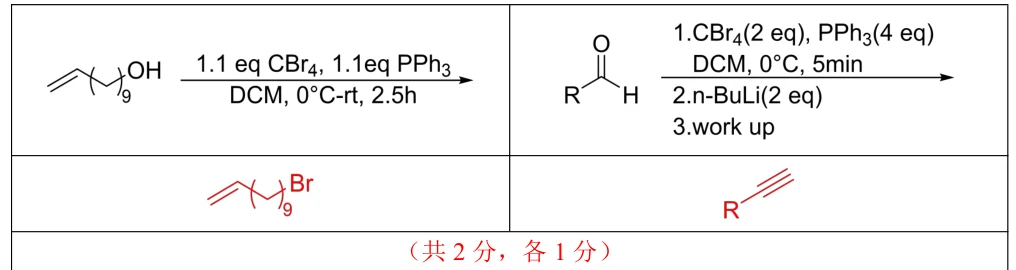 OH
9
1.1 eq CBr₄, 1.1eq PPh₃
DCM, 0°C-rt, 2.5h
O
R H
1.CBr₄(2 eq), PPh₃(4 eq)
DCM, 0°C, 5min
2.n-BuLi(2 eq)
3.work up
Br
9
R
（共 2 分，各 1 分）